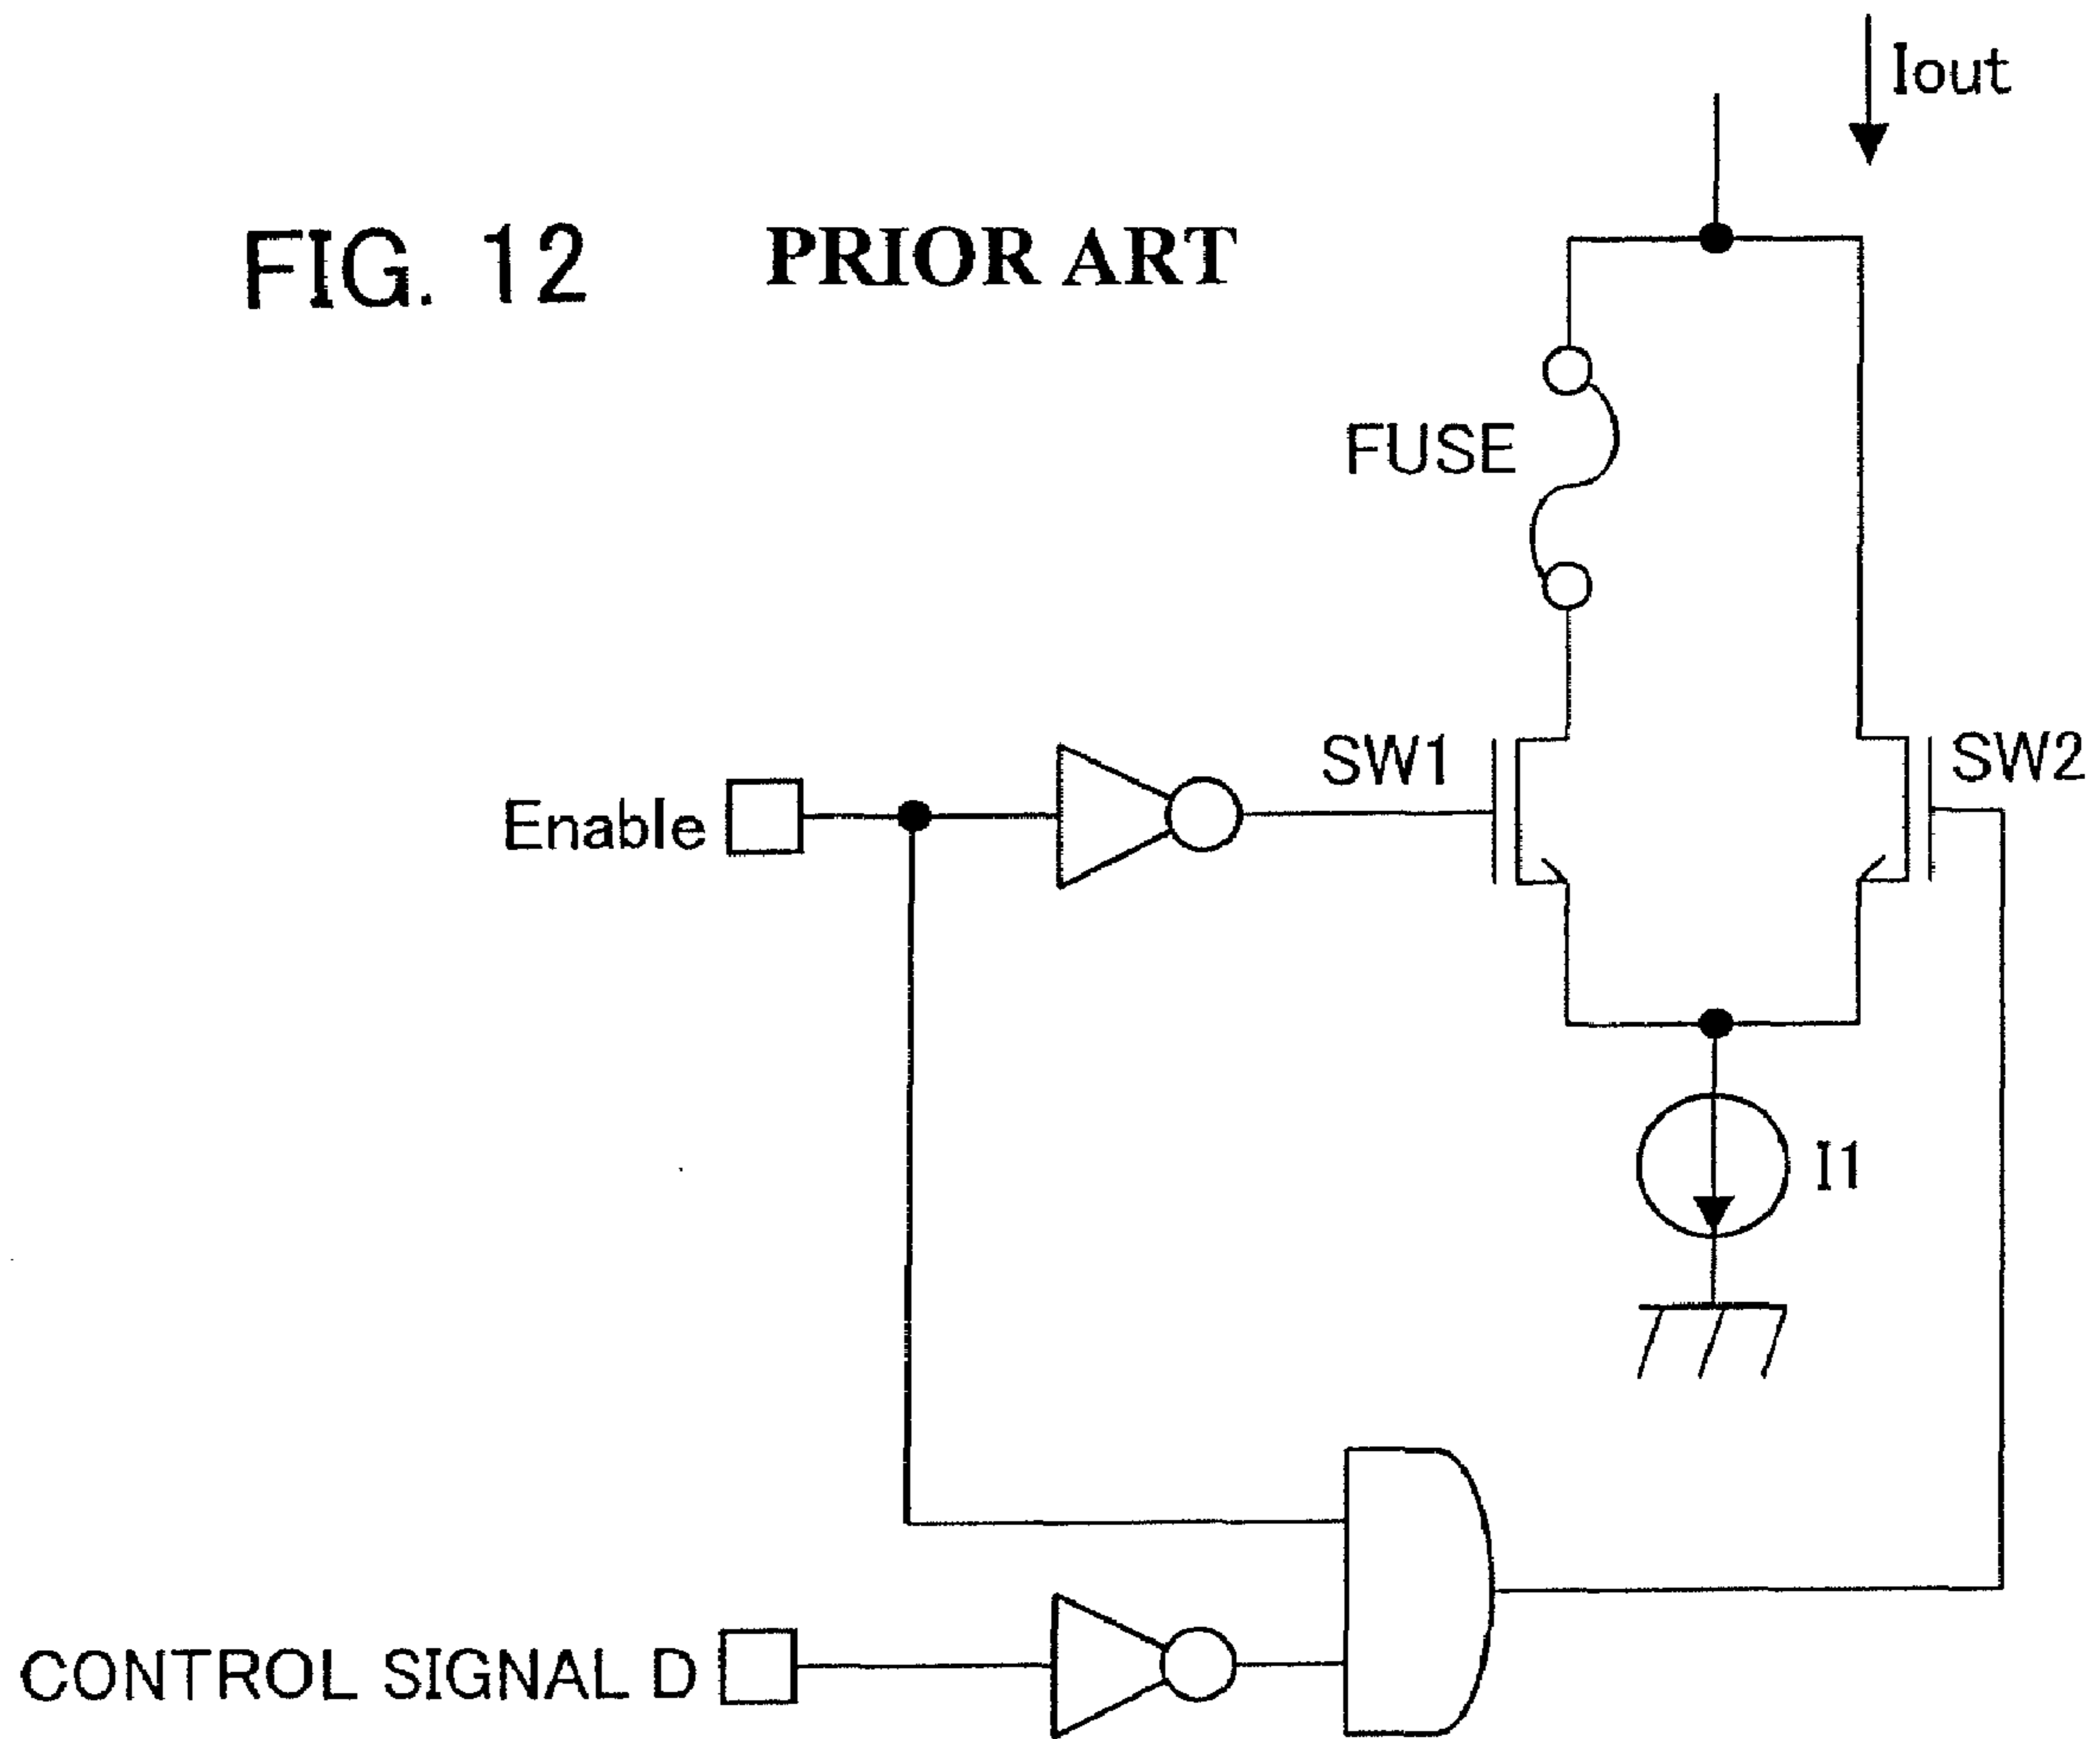 Iout
FIG. 12 PRIOR ART
FUSE
SW1
SW2
Enable
I1
CONTROL SIGNAL D